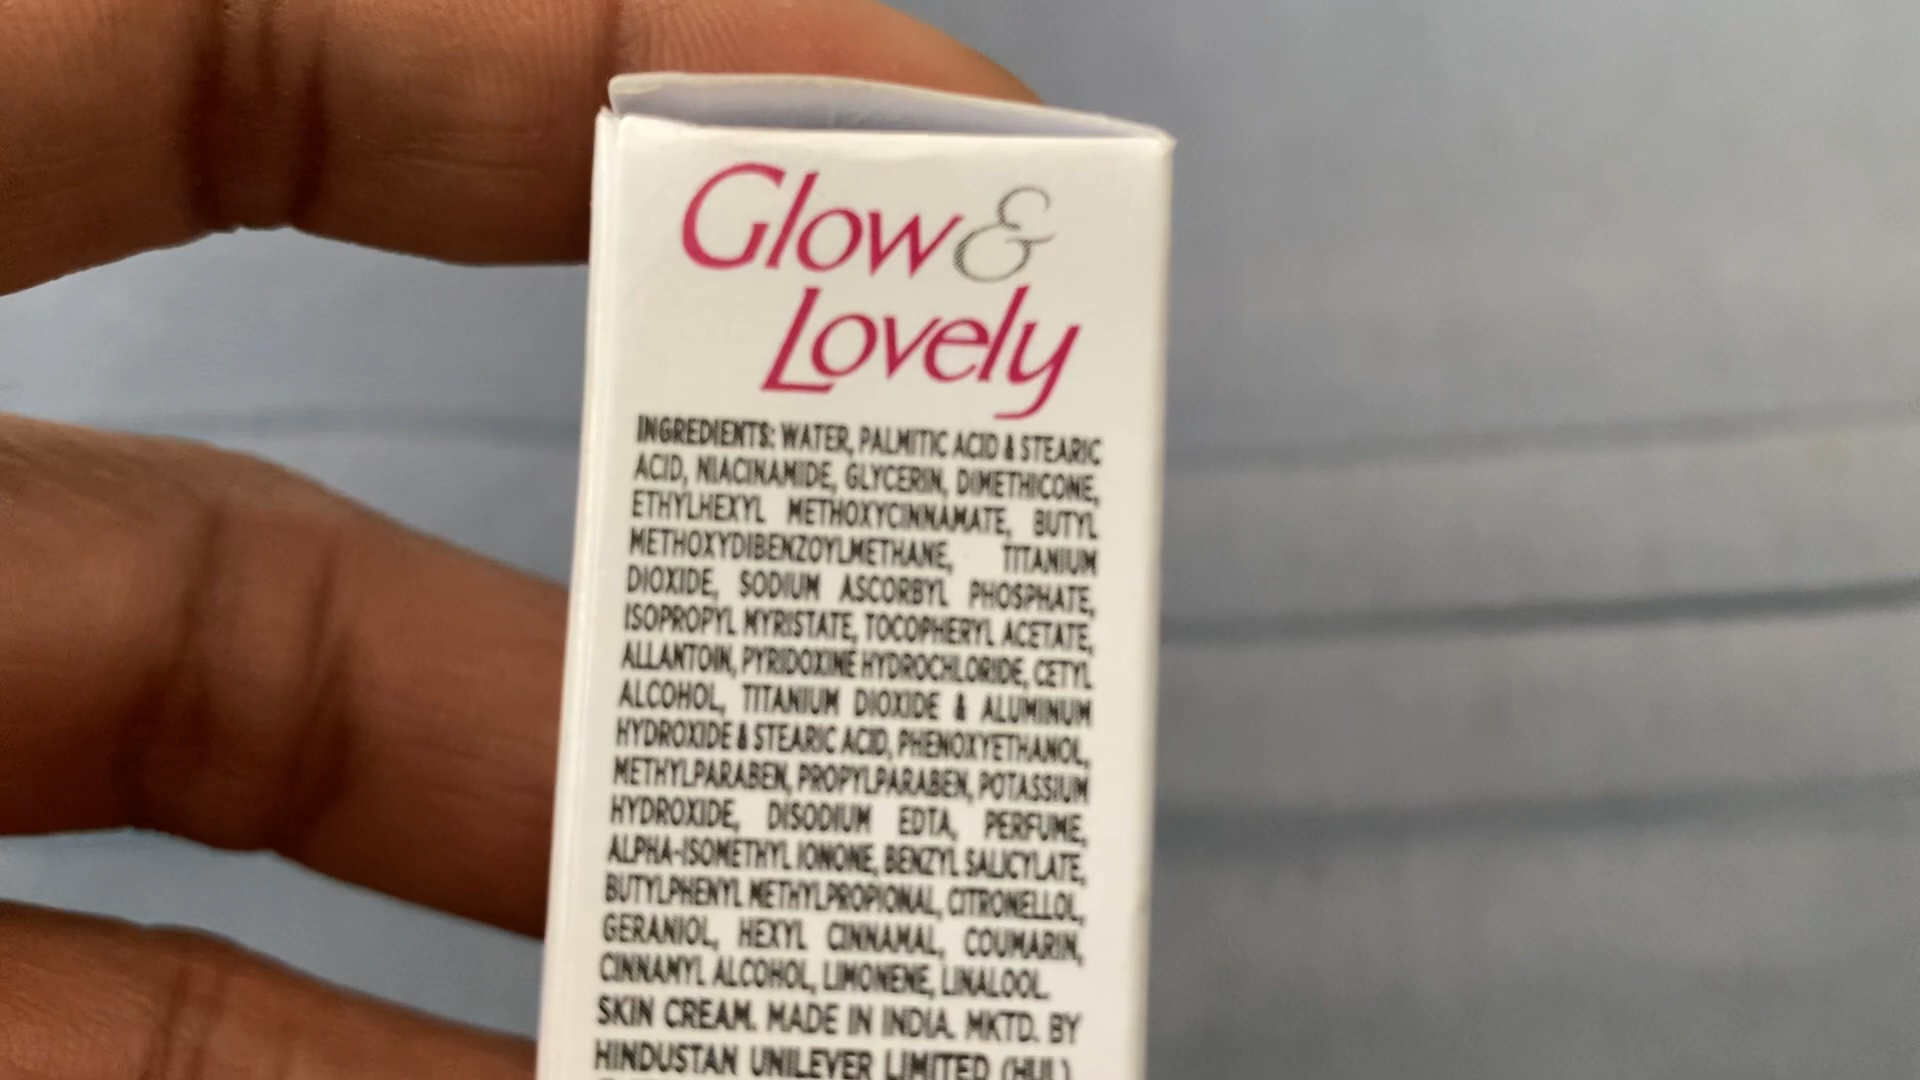 Glow &
Lovely
INGREDIENTS: WATER, PALMITIC ACID & STEARIC
ACID, NIACINAMIDE, GLYCERIN, DIMETHICONE,
ETHYLHEXYL METHOXYCINNAMATE, BUTYL
METHOXYDIBENZOYLMETHANE, TITANIUM
DIOXIDE, SODIUM ASCORBYL PHOSPHATE,
ISOPROPYL MYRISTATE, TOCOPHERYL ACETATE,
ALLANTOIN, PYRIDOXINE HYDROCHLORIDE, CETYL
ALCOHOL, TITANIUM DIOXIDE & ALUMINUM
HYDROXIDE & STEARIC ACID, PHENOXYETHANOL,
METHYLPARABEN, PROPYLPARABEN, POTASSIUM
HYDROXIDE, DISODIUM EDTA, PERFUME,
ALPHA-ISOMETHYL IONONE, BENZYL SALICYLATE,
BUTYLPHENYL METHYLPROPIONAL, CITRONELLOL,
GERANIOL, HEXYL CINNAMAL, COUMARIN,
CINNAMYL ALCOHOL, LIMONENE, LINALOOL.
SKIN CREAM. MADE IN INDIA. MKTD. BY
HINDUSTAN UNILEVER LIMITED (HUL),